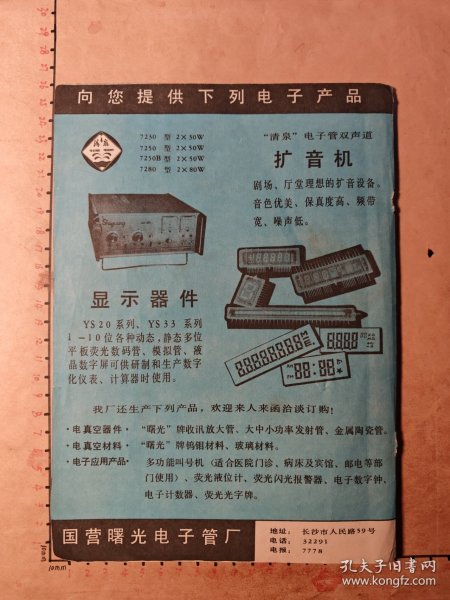 向您提供下列电子产品
清泉
7230 型 2×30W
7250 型 2×50W
7250B 型 2×50W
7280 型 2×80W
“清泉”电子管双声道
扩音机
剧场、厅堂理想的扩音设备。
音色优美、保真度高、频带
宽、噪声低。
显示器件
YS20系列、YS33系列
1－10位各种动态，静态多位
平板荧光数码管、模拟管、液
晶数字屏可供研制和生产数字
化仪表、计算器时使用。
我厂还生产下列产品，欢迎来人来函洽谈订购！
·电真空器件· “曙光”牌收讯放大管、大中小功率发射管、金属陶瓷管。
·电真空材料· “曙光”牌钨钼材料、玻璃材料。
·电子应用产品· 多功能叫号机（适合医院门诊、病床及宾馆、邮电等部
门使用）、荧光液位计、荧光闪光报警器、电子数字钟、
电子计数器、荧光光字牌。
国营曙光电子管厂
地址：长沙市人民路59号
电话：32291
电报：7778
孔夫子旧书网
book.kongfz.com